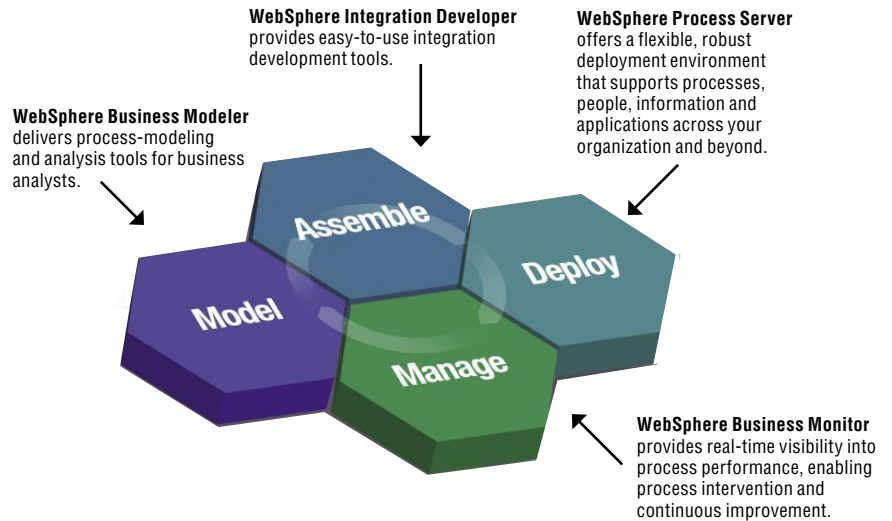 WebSphere Integration Developer
provides easy-to-use integration
development tools.
WebSphere Process Server
offers a flexible, robust
deployment environment
that supports processes,
people, information and
applications across your
organization and beyond.
WebSphere Business Modeler
delivers process-modeling
and analysis tools for business
analysts.
Assemble
Deploy
Model
Manage
WebSphere Business Monitor
provides real-time visibility into
process performance, enabling
process intervention and
continuous improvement.